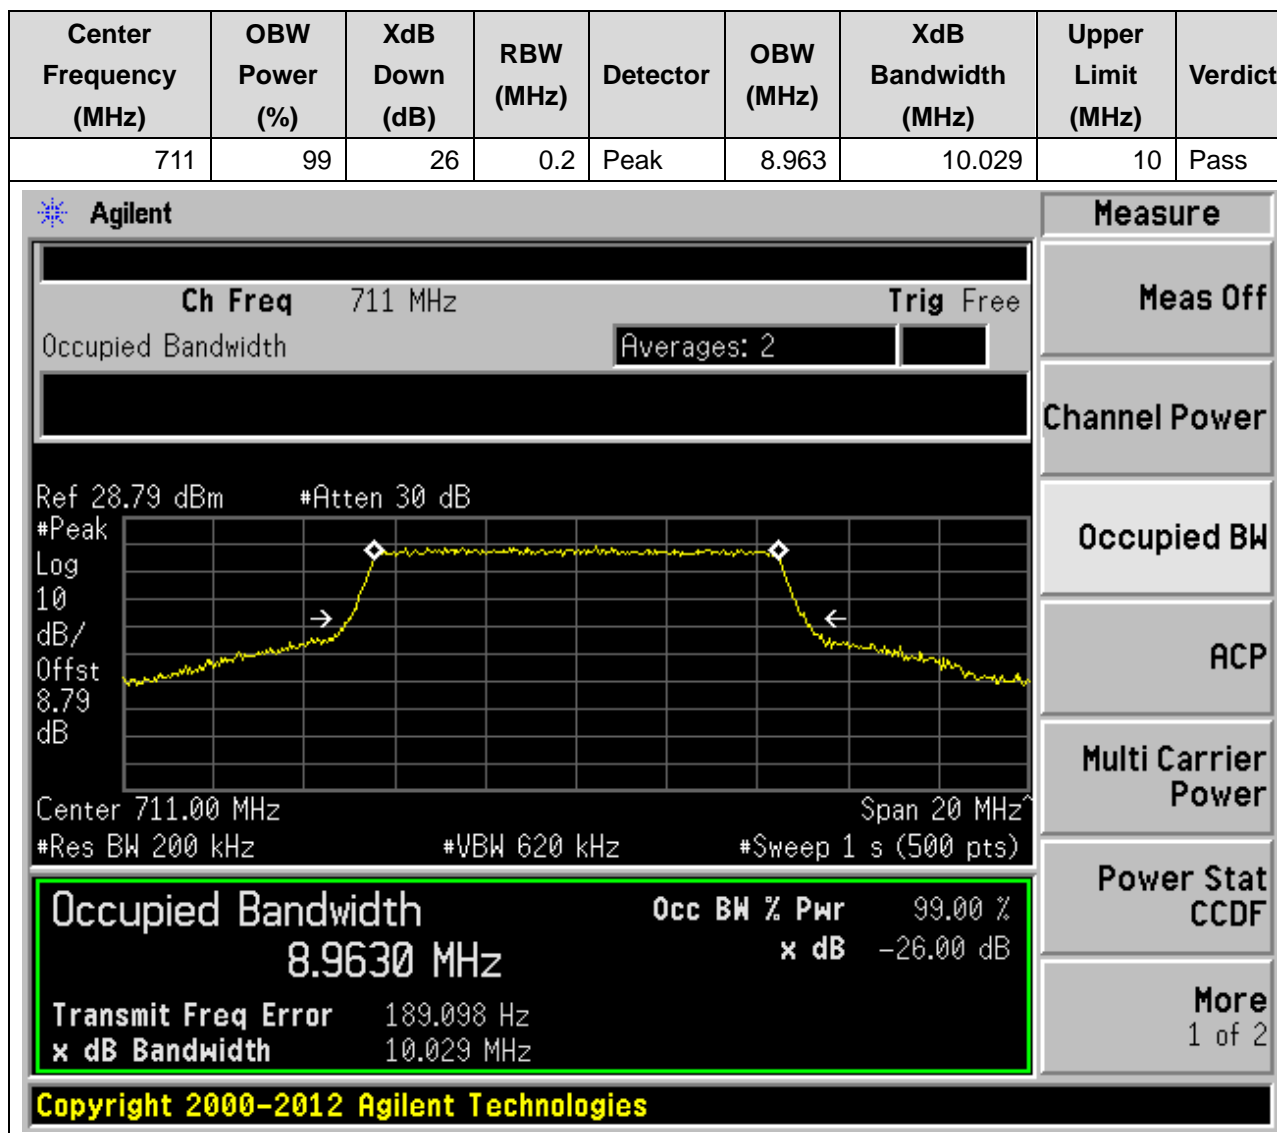 Center Frequency (MHz) OBW Power (%) XdB Down (dB) RBW (MHz) Detector OBW (MHz) XdB Bandwidth (MHz) Upper Limit (MHz) Verdict
711 99 26 0.2 Peak 8.963 10.029 10 Pass
Agilent
Measure
Ch Freq 711 MHz Trig Free
Occupied Bandwidth Averages: 2
Meas Off
Channel Power
Occupied BW
ACP
Multi Carrier
Power
Power Stat
CCDF
More
1 of 2
Ref 28.79 dBm #Atten 30 dB
#Peak
Log
10
dB/
Offst
8.79
dB
Center 711.00 MHz Span 20 MHz^
#Res BW 200 kHz #VBW 620 kHz #Sweep 1 s (500 pts)
Occupied Bandwidth Occ BW % Pwr 99.00 %
8.9630 MHz x dB -26.00 dB
Transmit Freq Error 189.098 Hz
x dB Bandwidth 10.029 MHz
Copyright 2000-2012 Agilent Technologies